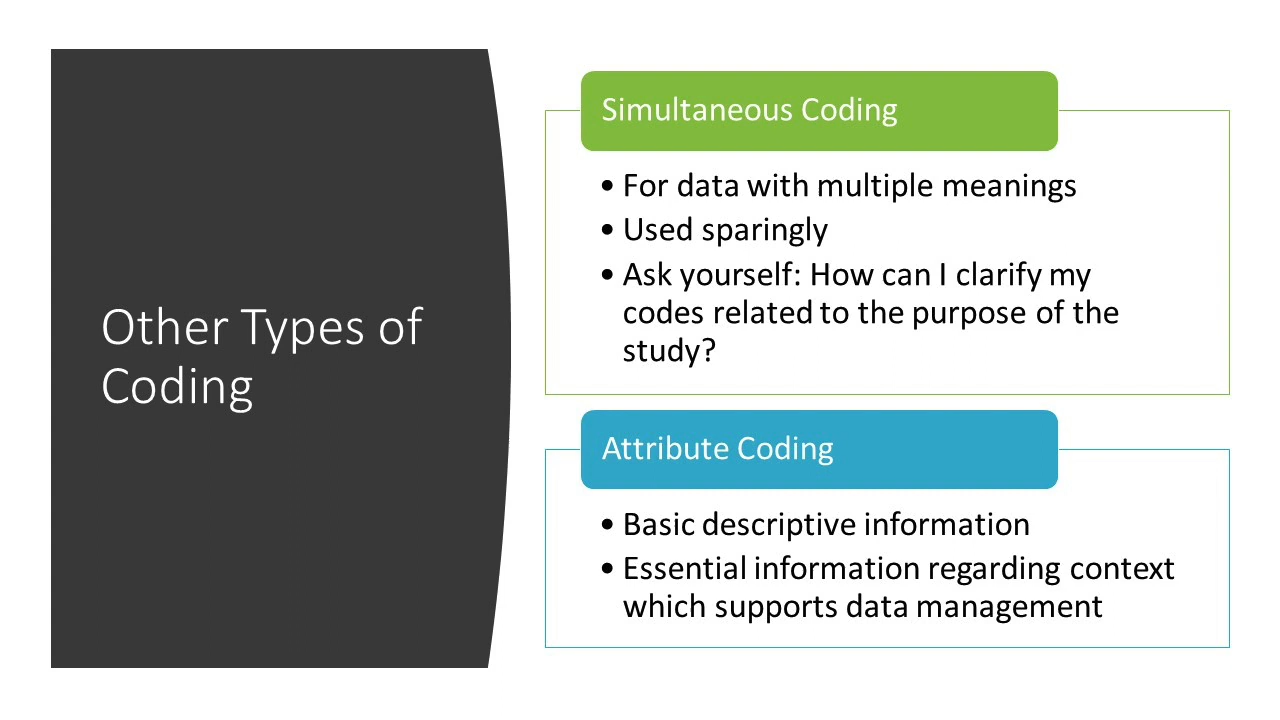 Other Types of
Coding
Simultaneous Coding
• For data with multiple meanings
• Used sparingly
• Ask yourself: How can I clarify my
codes related to the purpose of the
study?
Attribute Coding
• Basic descriptive information
• Essential information regarding context
which supports data management